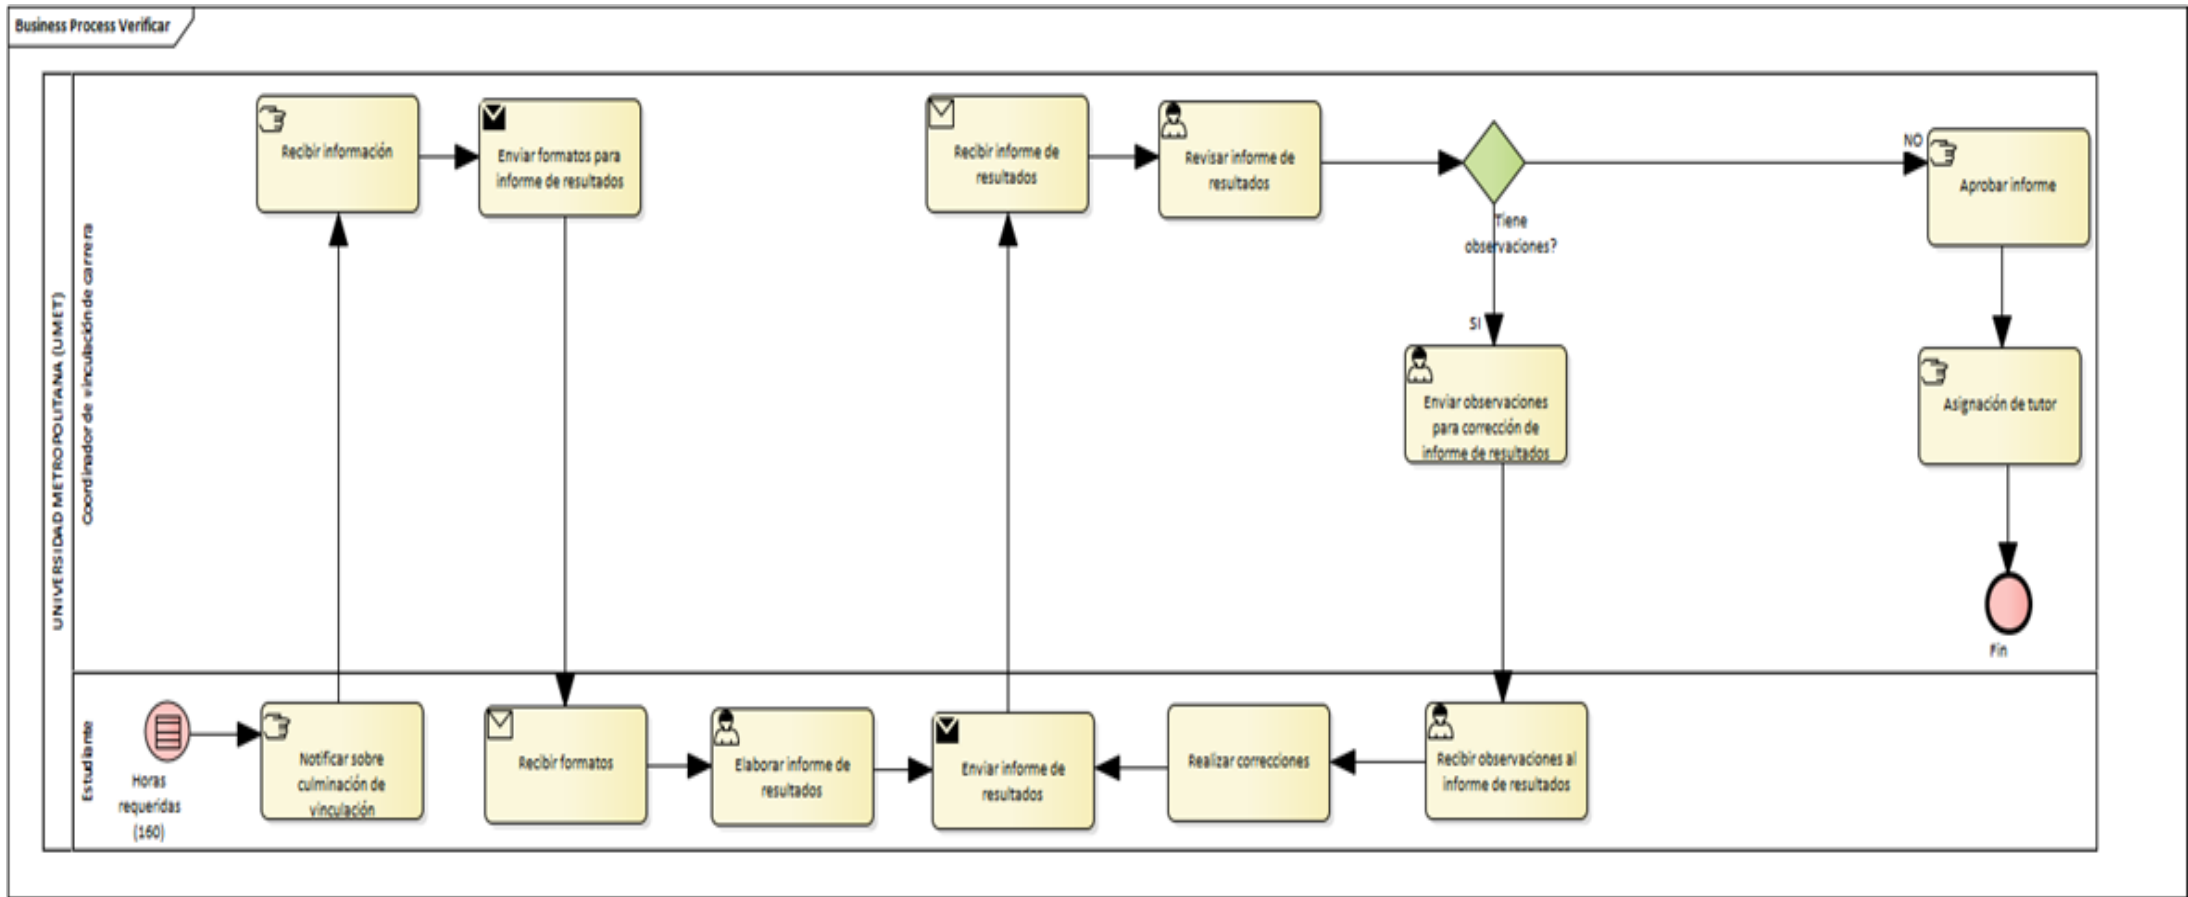 Business Process Verificar
UNIVERSIDAD METROPOLITANA (UMET)
Coordinador de vinculación de carrera
Recibir información
Enviar formatos para
informe de resultados
Recibir informe de
resultados
Revisar informe de
resultados
Tiene
observaciones?
NO
Aprobar informe
SI
Enviar observaciones
para corrección de
informe de resultados
Asignación de tutor
Fin
Estudiante
Horas
requeridas
(160)
Notificar sobre
culminación de
vinculación
Recibir formatos
Elaborar informe de
resultados
Enviar informe de
resultados
Realizar correcciones
Recibir observaciones al
informe de resultados